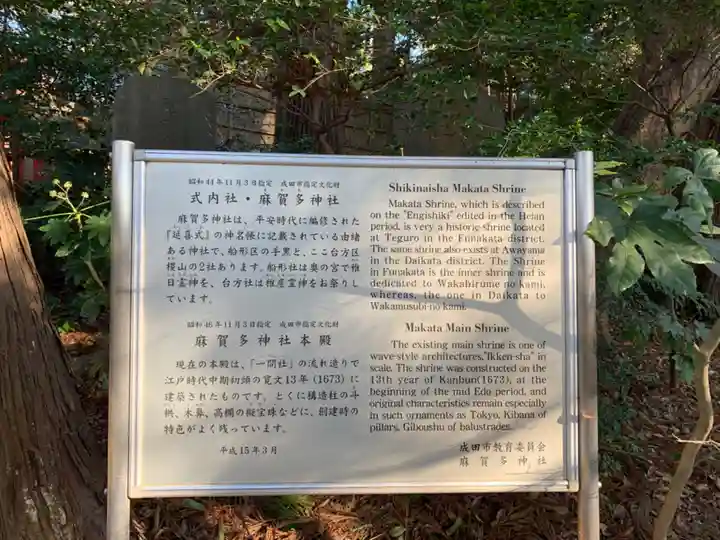 昭和44年11月3日指定 成田市指定文化財
式内社・麻賀多神社
麻賀多神社は、平安時代に編修された
『延喜式』の神名帳に記載されている由緒
ある神社で、船形区の手黒と、ここ台方区
稷山の2社あります。船形社は奥の宮で稚
日霊神を、台方社は稚産霊神をお祭りし
ています。
昭和46年11月3日指定 成田市指定文化財
麻賀多神社本殿
現在の本殿は、「一間社」の流れ造りで
江戸時代中期初頭の寛文13年(1673)に
建築されたものです。とくに構造柱の斗
栱、木鼻、高欄の擬宝珠などに、創建時の
特色がよく残っています。
平成15年3月
Shikinaisha Makata Shrine
Makata Shrine, which is described
on the "Engishiki" edited in the Heian
period, is very a historic shrine located
at Teguro in the Funakata district.
The same shrine also exists at Awayama
in the Daikata district. The Shrine
in Funakata is the inner shrine and is
dedicated to Wakahirume no kami,
whereas, the one in Daikata to
Wakamusubi-no kami.
Makata Main Shrine
The existing main shrine is one of
wave-style architectures,"Ikken-sha" in
scale. The shrine was constructed on the
13th year of Kanbun(1673), at the
beginning of the mid Edo period, and
original characteristics remain especially
in such ornaments as Tokyo, Kibana of
pillars, Giboushu of balustrades.
成田市教育委員会
麻賀多神社